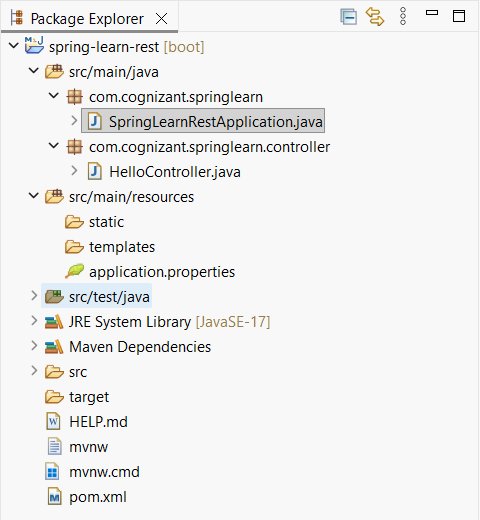 Package Explorer
spring-learn-rest [boot]
src/main/java
com.cognizant.springlearn
SpringLearnRestApplication.java
com.cognizant.springlearn.controller
HelloController.java
src/main/resources
static
templates
application.properties
src/test/java
JRE System Library [JavaSE-17]
Maven Dependencies
src
target
HELP.md
mvnw
mvnw.cmd
pom.xml